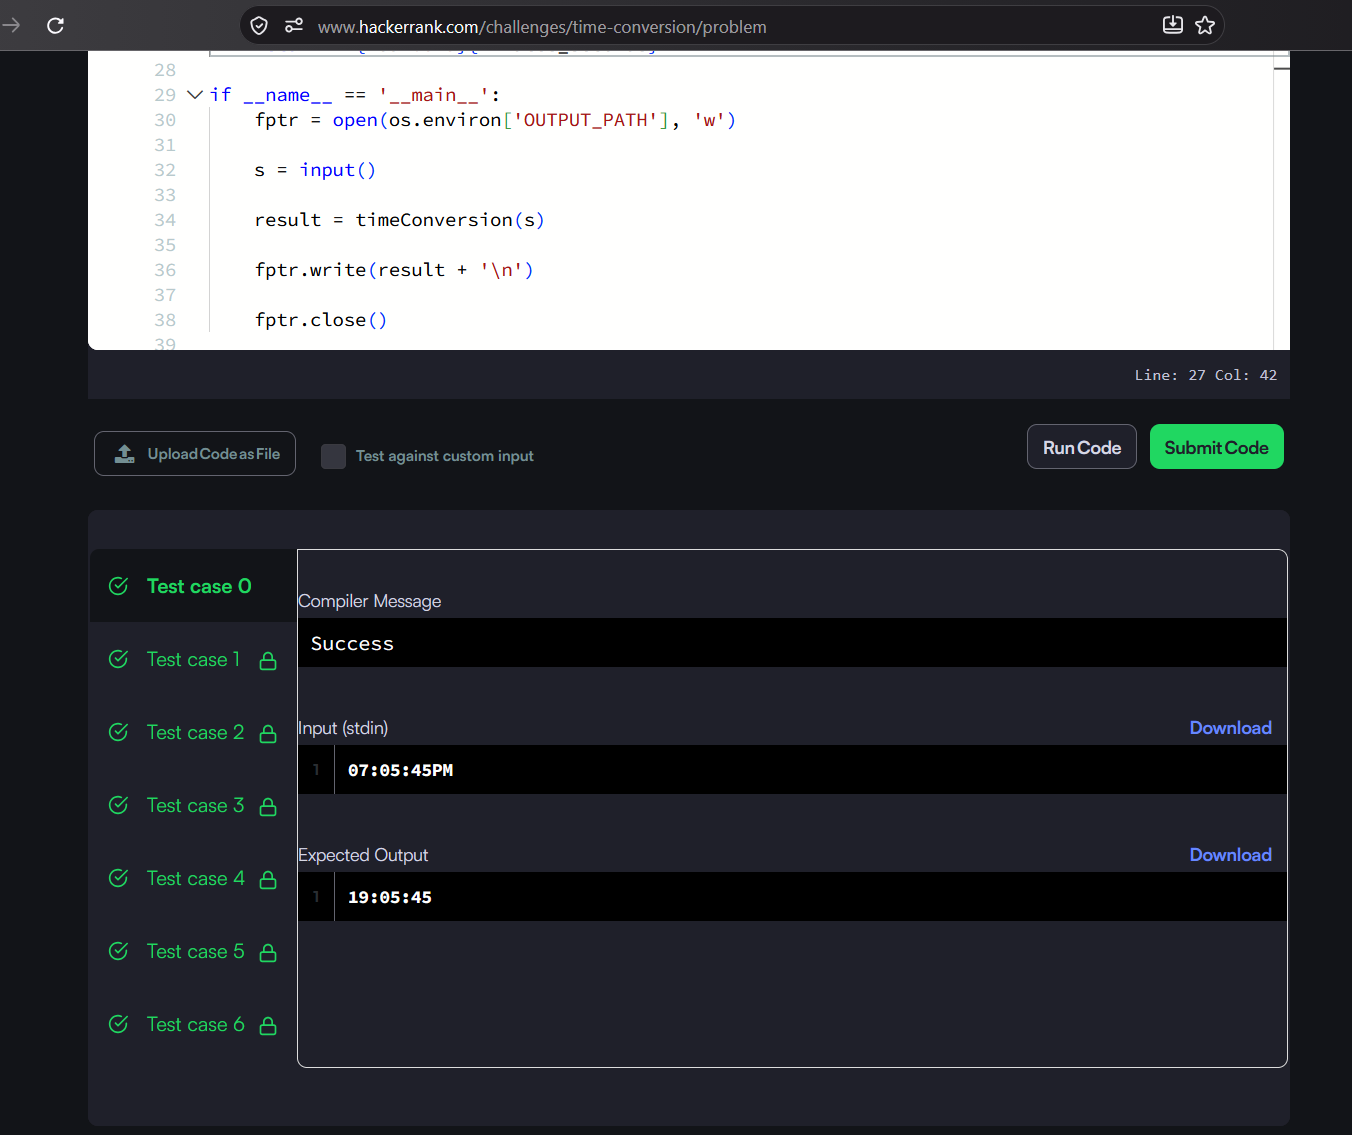 www.hackerrank.com/challenges/time-conversion/problem
28
29 if __name__ == '__main__':
30 fptr = open(os.environ['OUTPUT_PATH'], 'w')
31
32 s = input()
33
34 result = timeConversion(s)
35
36 fptr.write(result + '\n')
37
38 fptr.close()
39
Line: 27 Col: 42
Upload Code as File
Test against custom input
Run Code
Submit Code
Test case 0
Test case 1
Test case 2
Test case 3
Test case 4
Test case 5
Test case 6
Compiler Message
Success
Input (stdin)
Download
1 07:05:45PM
Expected Output
Download
1 19:05:45